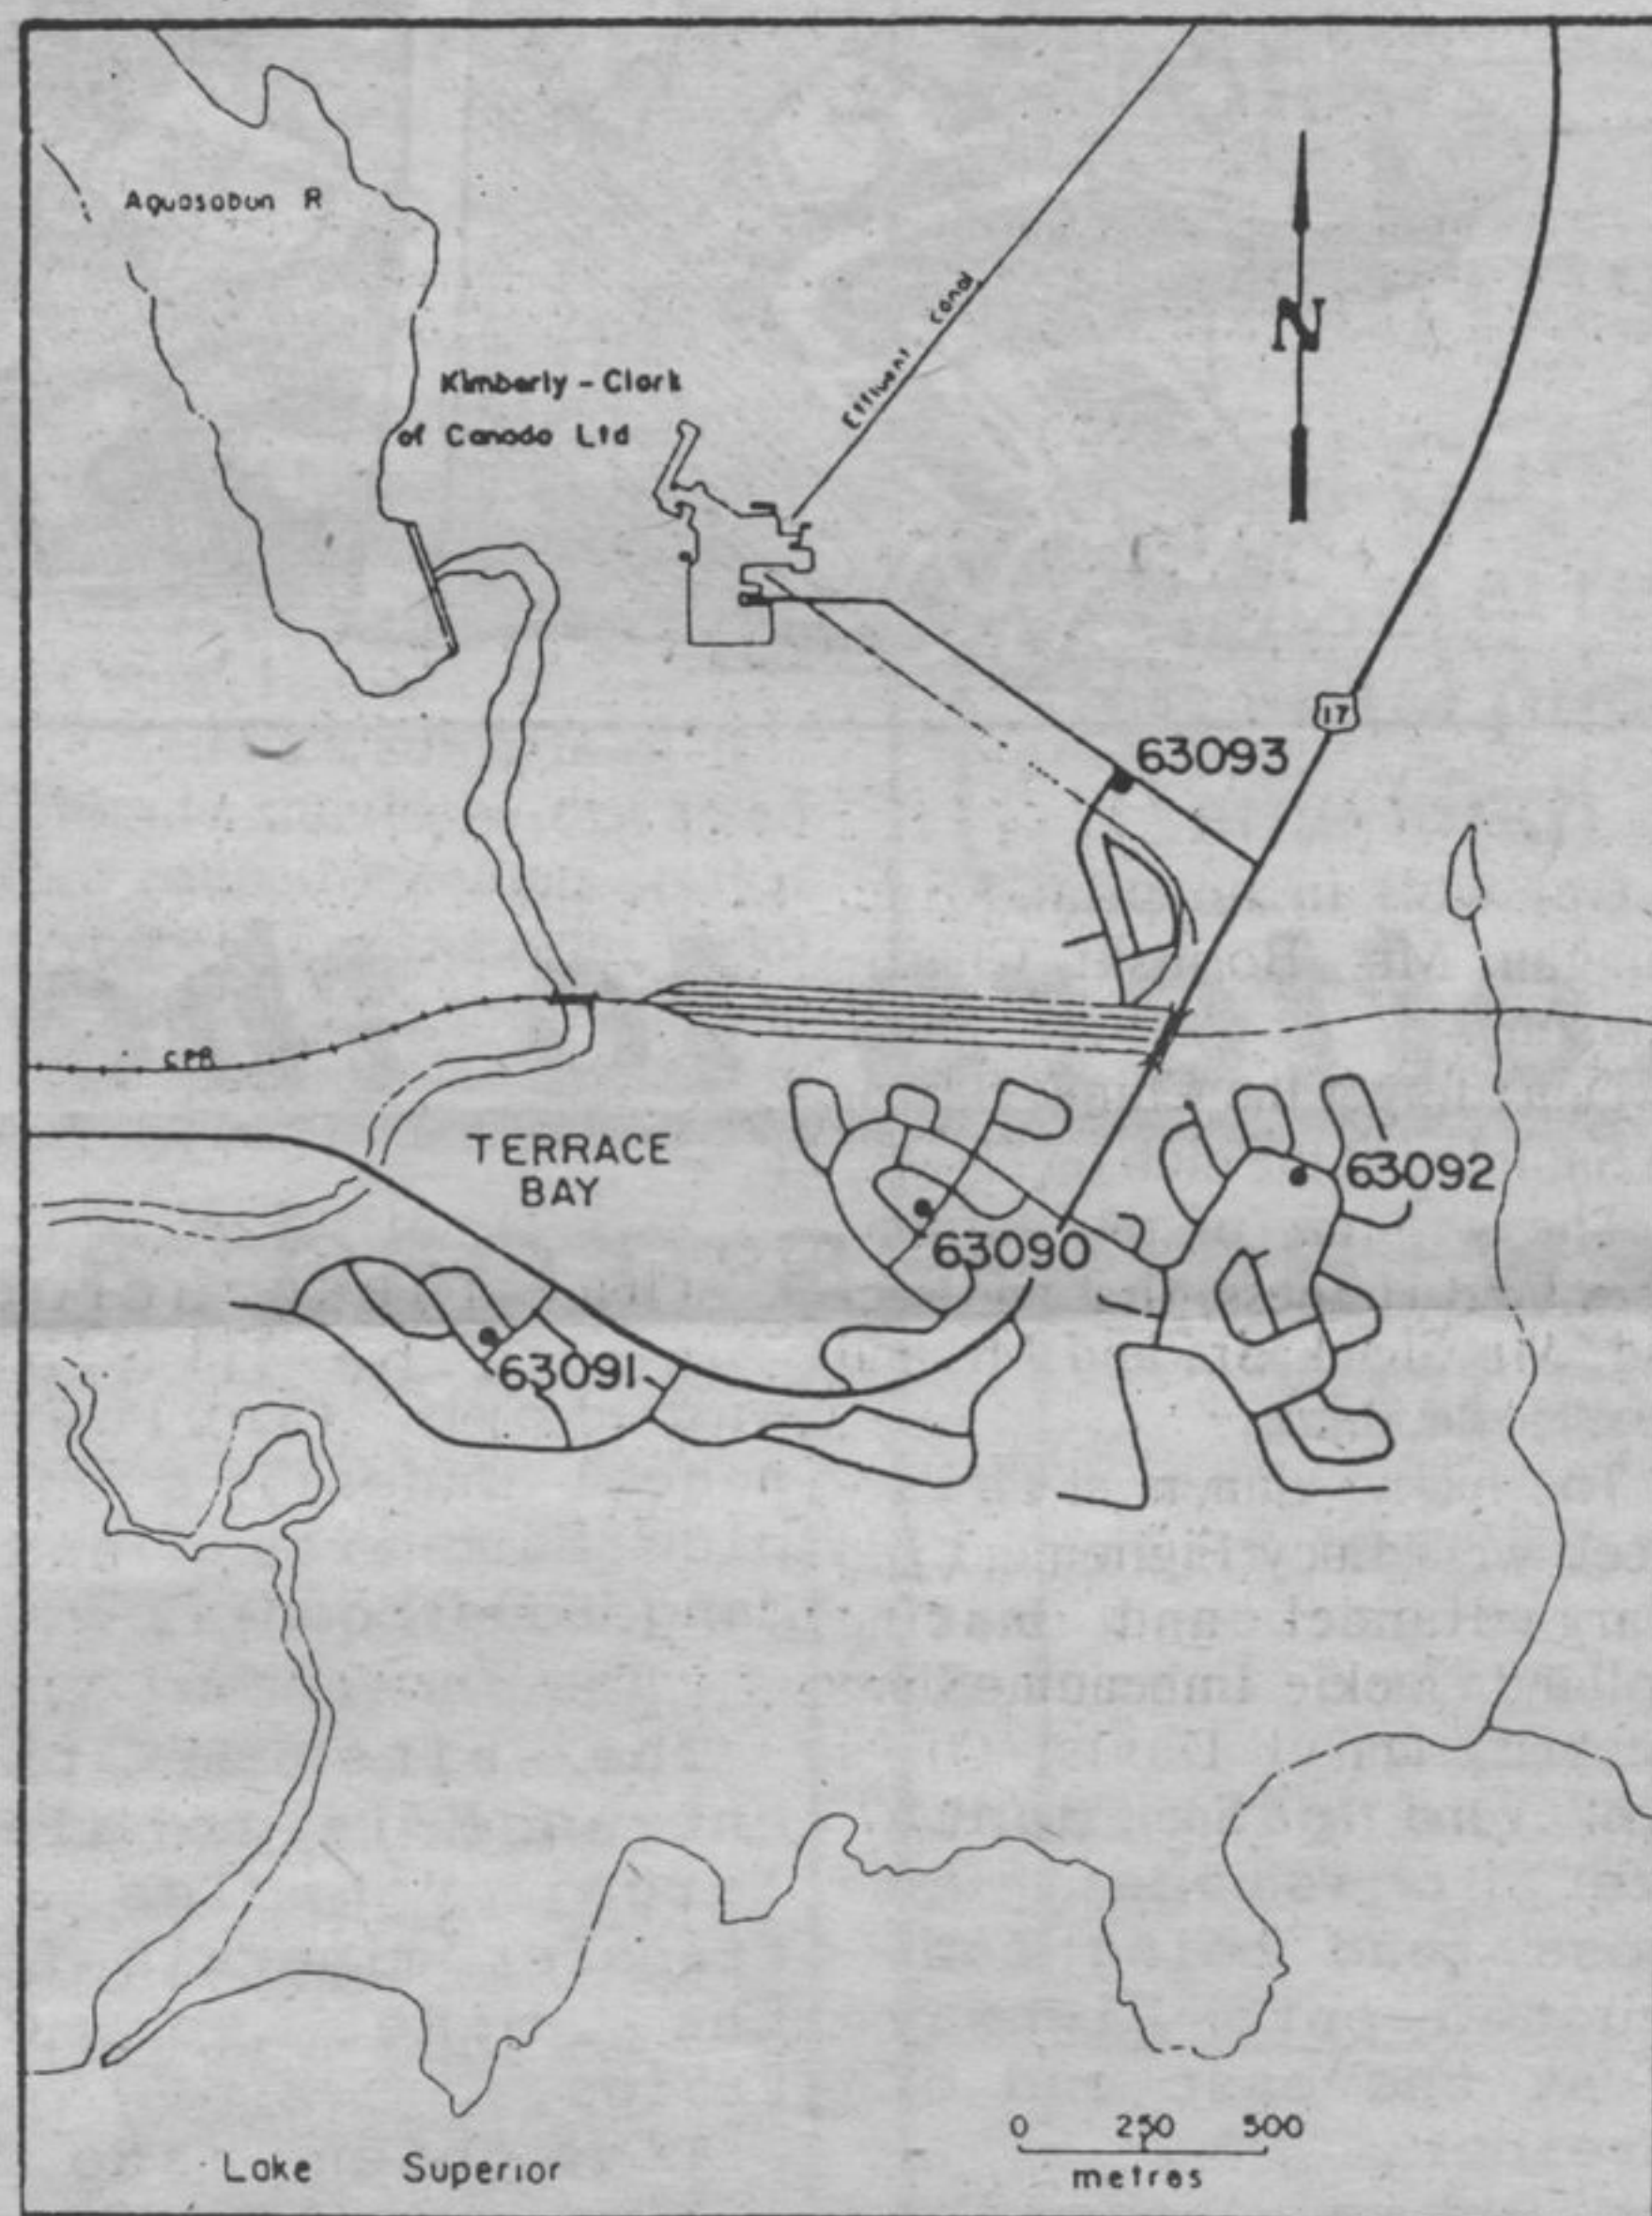 Aguasabon R
Effluent canal
N
Kimberly - Clark
of Canada Ltd
17
63093
CPR
TERRACE
BAY
63092
63090
63091
0 250 500
metres
Lake Superior